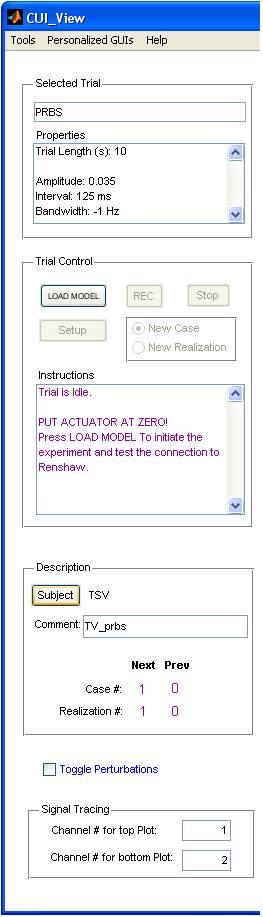 CUI_View
Tools Personalized GUIs Help
Selected Trial
PRBS
Properties
Trial Length (s): 10
Amplitude: 0.035
Interval: 125 ms
Bandwidth: -1 Hz
Trial Control
LOAD MODEL REC Stop
Setup
New Case
New Realization
Instructions
Trial is Idle.
PUT ACTUATOR AT ZERO!
Press LOAD MODEL To initiate the
experiment and test the connection to
Renshaw.
Description
Subject TSV
Comment: TV_prbs
Next Prev
Case #: 1 0
Realization #: 1 0
Toggle Perturbations
Signal Tracing
Channel # for top Plot: 1
Channel # for bottom Plot: 2